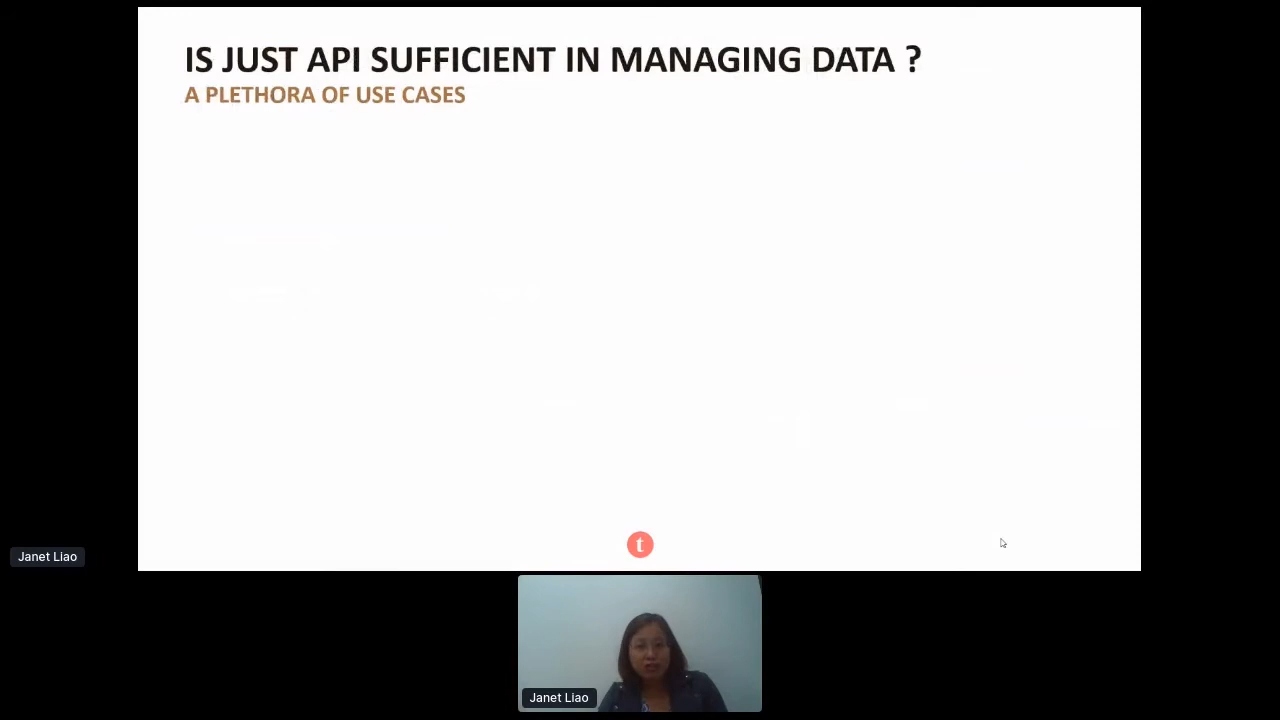 IS JUST API SUFFICIENT IN MANAGING DATA ?
A PLETHORA OF USE CASES
t
Janet Liao
Janet Liao